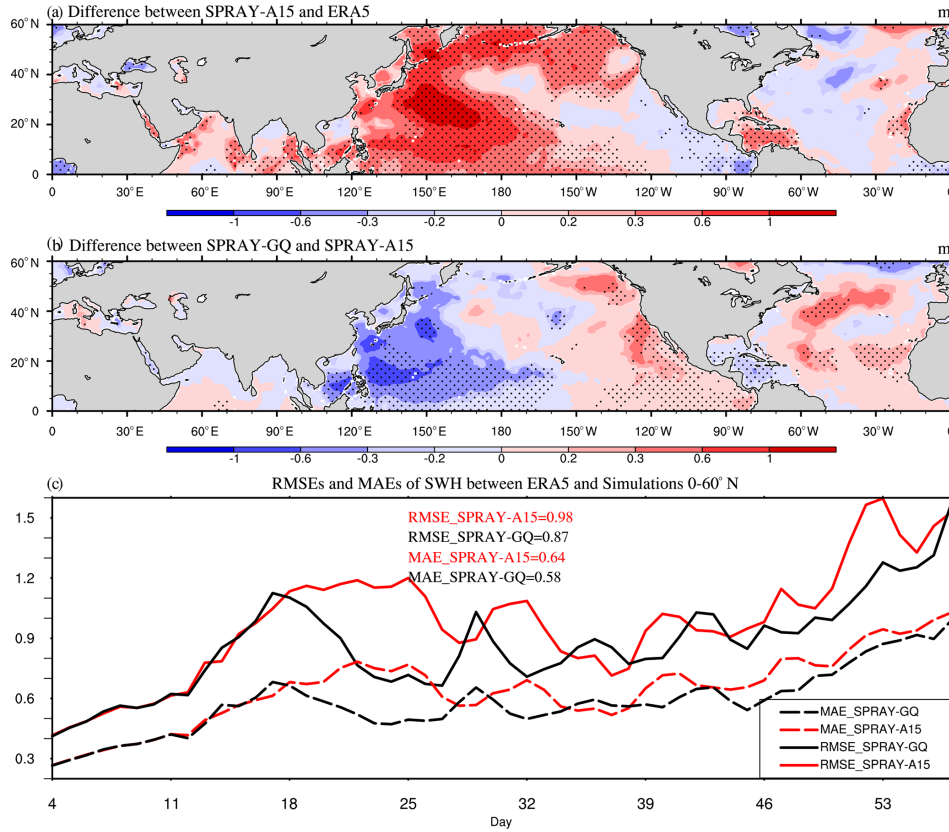 (a) Difference between SPRAY-A15 and ERA5 m
60°N
40°N
20°N
0
0 30°E 60°E 90°E 120°E 150°E 180° 150°W 120°W 90°W 60°W 30°W 0
-1 -0.6 -0.3 -0.2 0 0.2 0.3 0.6 1
(b) Difference between SPRAY-GQ and SPRAY-A15 m
60°N
40°N
20°N
0
0 30°E 60°E 90°E 120°E 150°E 180° 150°W 120°W 90°W 60°W 30°W 0
-1 -0.6 -0.3 -0.2 0 0.2 0.3 0.6 1
(c) RMSEs and MAEs of SWH between ERA5 and Simulations 0-60°N
1.5
1.2
0.9
0.6
0.3
RMSE_SPRAY-A15=0.98
RMSE_SPRAY-GQ=0.87
MAE_SPRAY-A15=0.64
MAE_SPRAY-GQ=0.58
MAE_SPRAY-GQ
MAE_SPRAY-A15
RMSE_SPRAY-GQ
RMSE_SPRAY-A15
4 11 18 25 32 39 46 53
Day